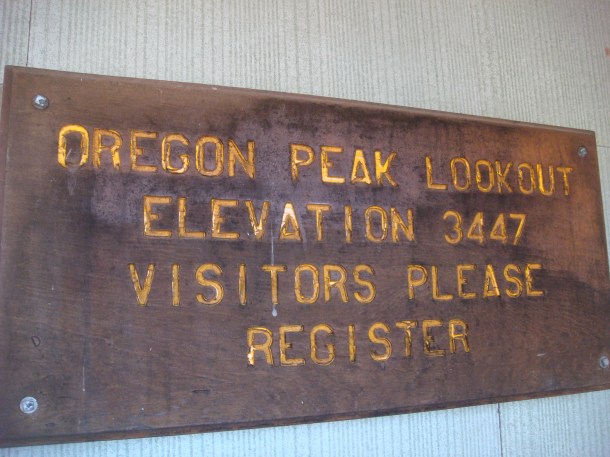 OREGON PEAK LOOKOUT
ELEVATION 3447
VISITORS PLEASE
REGISTER